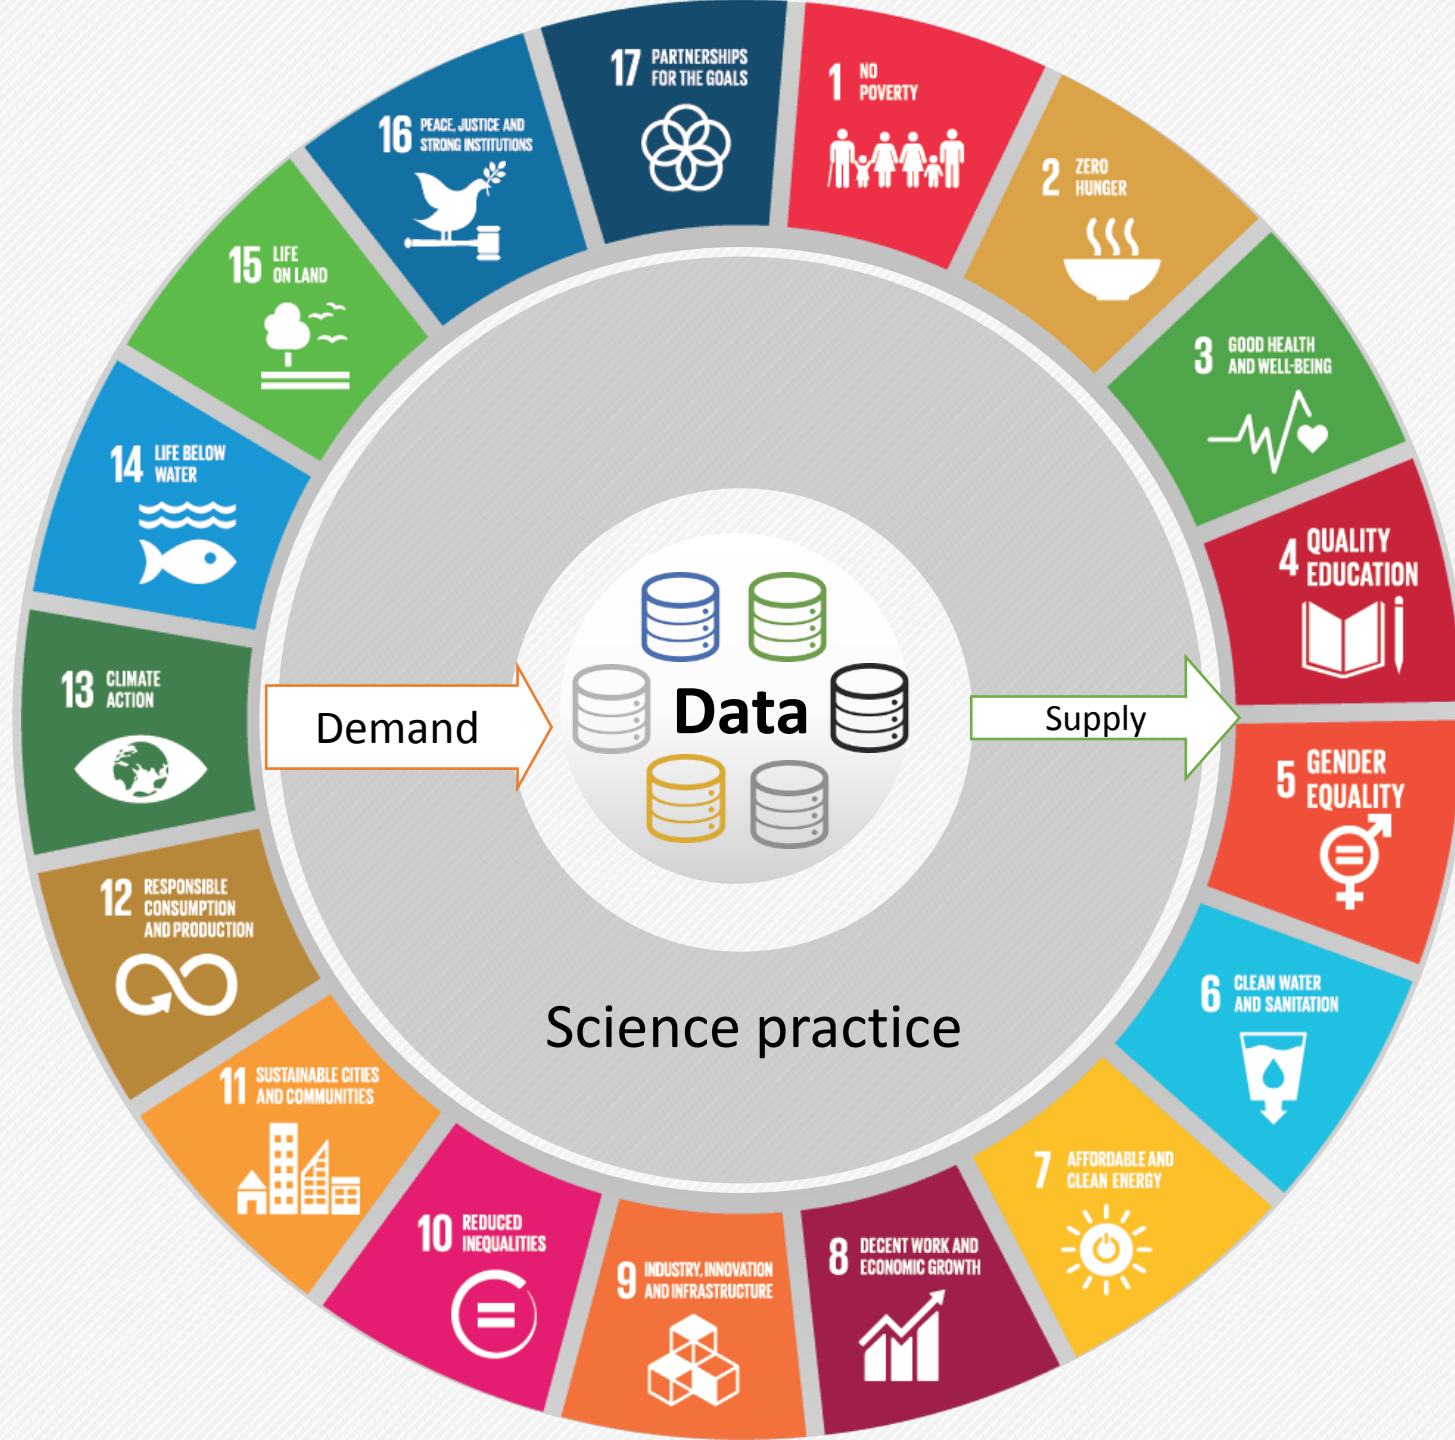 17 PARTNERSHIPS
FOR THE GOALS
1 NO
POVERTY
2 ZERO
HUNGER
3 GOOD HEALTH
AND WELL-BEING
4 QUALITY
EDUCATION
5 GENDER
EQUALITY
6 CLEAN WATER
AND SANITATION
7 AFFORDABLE AND
CLEAN ENERGY
8 DECENT WORK AND
ECONOMIC GROWTH
9 INDUSTRY, INNOVATION
AND INFRASTRUCTURE
10 REDUCED
INEQUALITIES
11 SUSTAINABLE CITIES
AND COMMUNITIES
12 RESPONSIBLE
CONSUMPTION
AND PRODUCTION
13 CLIMATE
ACTION
14 LIFE BELOW
WATER
15 LIFE
ON LAND
16 PEACE, JUSTICE AND
STRONG INSTITUTIONS
Demand
Data
Supply
Science practice